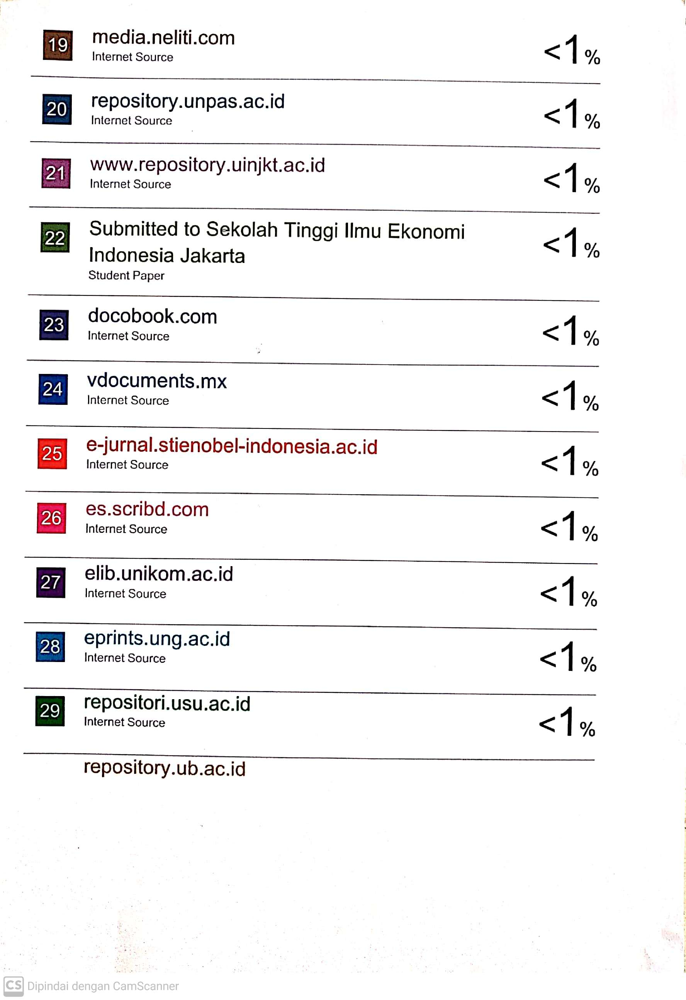 19 media.neliti.com <1%
Internet Source
20 repository.unpas.ac.id <1%
Internet Source
21 www.repository.uinjkt.ac.id <1%
Internet Source
22 Submitted to Sekolah Tinggi Ilmu Ekonomi <1%
Indonesia Jakarta
Student Paper
23 docobook.com <1%
Internet Source
24 vdocuments.mx <1%
Internet Source
25 e-jurnal.stienobel-indonesia.ac.id <1%
Internet Source
26 es.scribd.com <1%
Internet Source
27 elib.unikom.ac.id <1%
Internet Source
28 eprints.ung.ac.id <1%
Internet Source
29 repositori.usu.ac.id <1%
Internet Source
repository.ub.ac.id
CS Dipindai dengan CamScanner